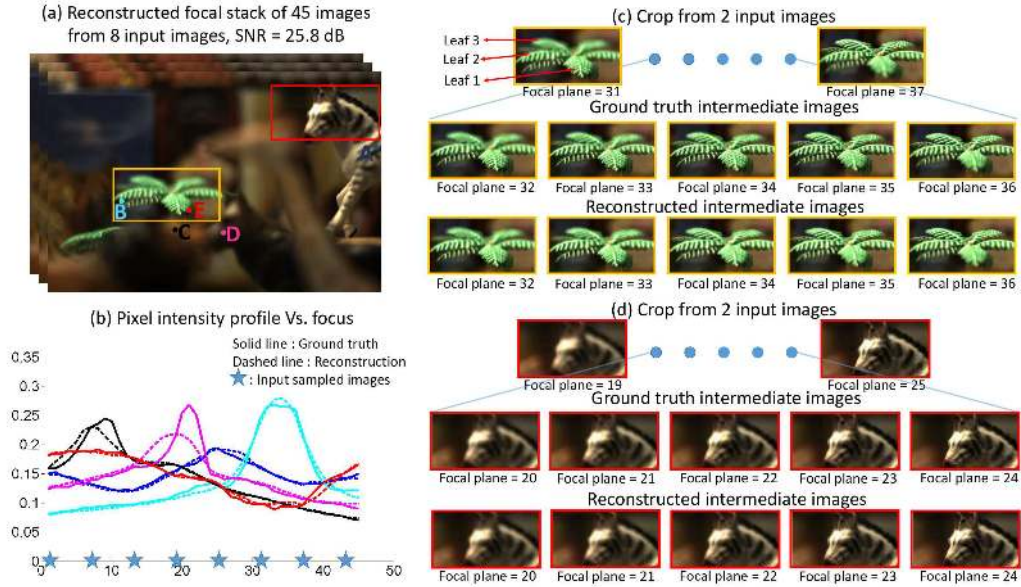 (a) Reconstructed focal stack of 45 images
from 8 input images, SNR = 25.8 dB
B
E
C
D
(b) Pixel intensity profile Vs. focus
Solid line : Ground truth
Dashed line : Reconstruction
: Input sampled images
0.35
0.3
0.25
0.2
0.15
0.1
0.05
0
0 10 20 30 40 50
(c) Crop from 2 input images
Leaf 3
Leaf 2
Leaf 1
Focal plane = 31 Focal plane = 37
Ground truth intermediate images
Focal plane = 32 Focal plane = 33 Focal plane = 34 Focal plane = 35 Focal plane = 36
Reconstructed intermediate images
Focal plane = 32 Focal plane = 33 Focal plane = 34 Focal plane = 35 Focal plane = 36
(d) Crop from 2 input images
Focal plane = 19 Focal plane = 25
Ground truth intermediate images
Focal plane = 20 Focal plane = 21 Focal plane = 22 Focal plane = 23 Focal plane = 24
Reconstructed intermediate images
Focal plane = 20 Focal plane = 21 Focal plane = 22 Focal plane = 23 Focal plane = 24